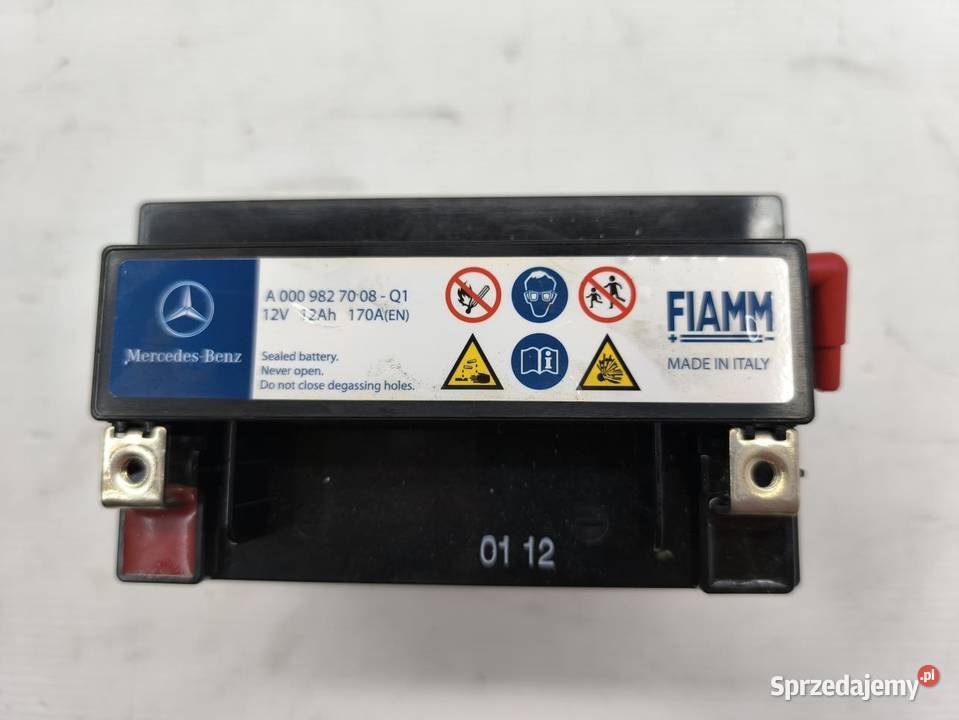 Mercedes-Benz
A 000 982 70 08 - Q1
12V 12Ah 170A(EN)
Sealed battery.
Never open.
Do not close degassing holes.
FIAMM
MADE IN ITALY
01 12
Sprzedajemy.pl